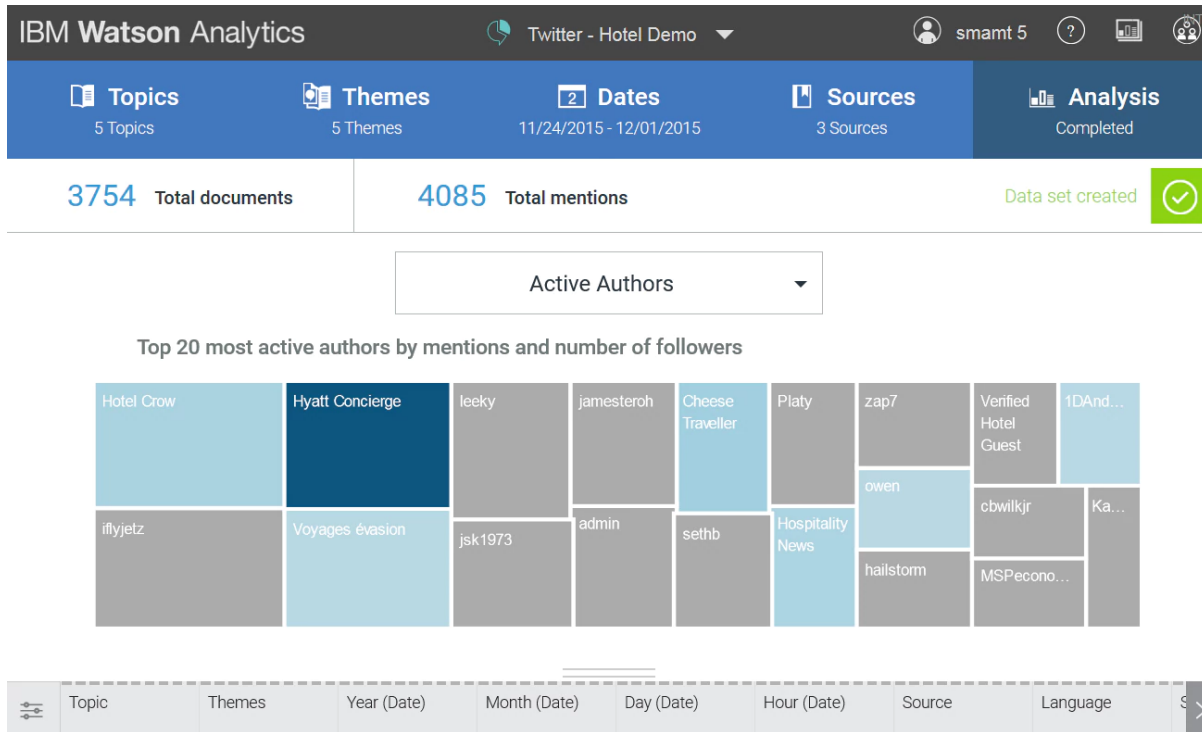 IBM Watson Analytics
Twitter - Hotel Demo
smamt 5
?
Topics
5 Topics
Themes
5 Themes
2 Dates
11/24/2015 - 12/01/2015
Sources
3 Sources
Analysis
Completed
3754 Total documents
4085 Total mentions
Data set created
Active Authors
Top 20 most active authors by mentions and number of followers
Hotel Crow
Hyatt Concierge
leeky
jamesteroh
Cheese
Traveller
Platy
zap7
Verified
Hotel
Guest
1DAnd...
iflyjetz
Voyages évasion
jsk1973
admin
sethb
Hospitality
News
owen
hailstorm
cbwilkjr
Ka...
MSPecono...
Topic
Themes
Year (Date)
Month (Date)
Day (Date)
Hour (Date)
Source
Language
S